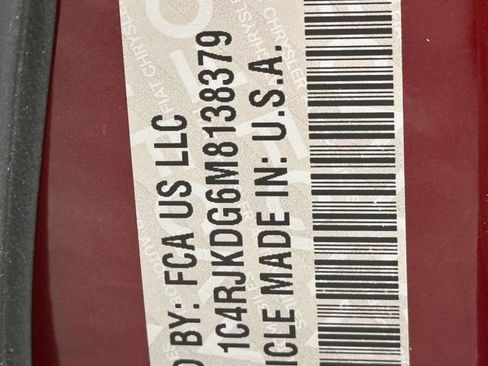 D BY: FCA US LLC
1C4RJKDG6M8138379
ICLE MADE IN: U.S.A.